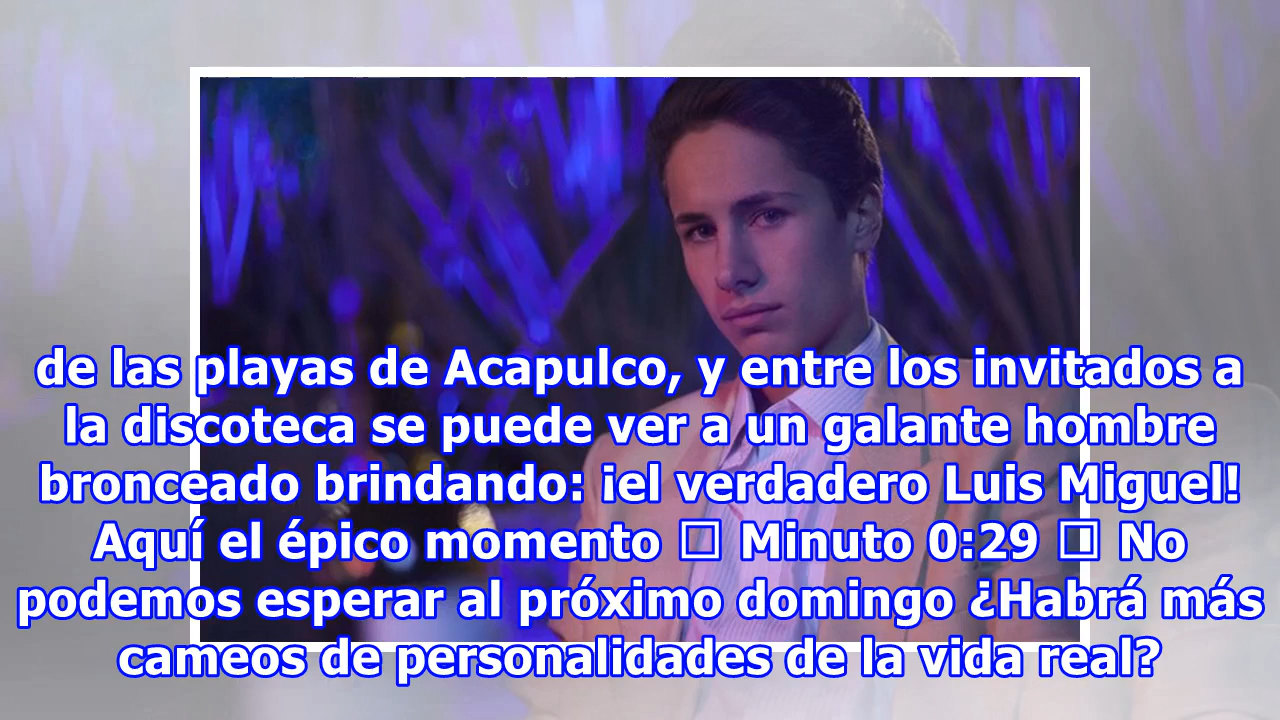 de las playas de Acapulco, y entre los invitados a
la discoteca se puede ver a un galante hombre
bronceado brindando: ¡el verdadero Luis Miguel!
Aquí el épico momento □ Minuto 0:29 □ No
podemos esperar al próximo domingo ¿Habrá más
cameos de personalidades de la vida real?